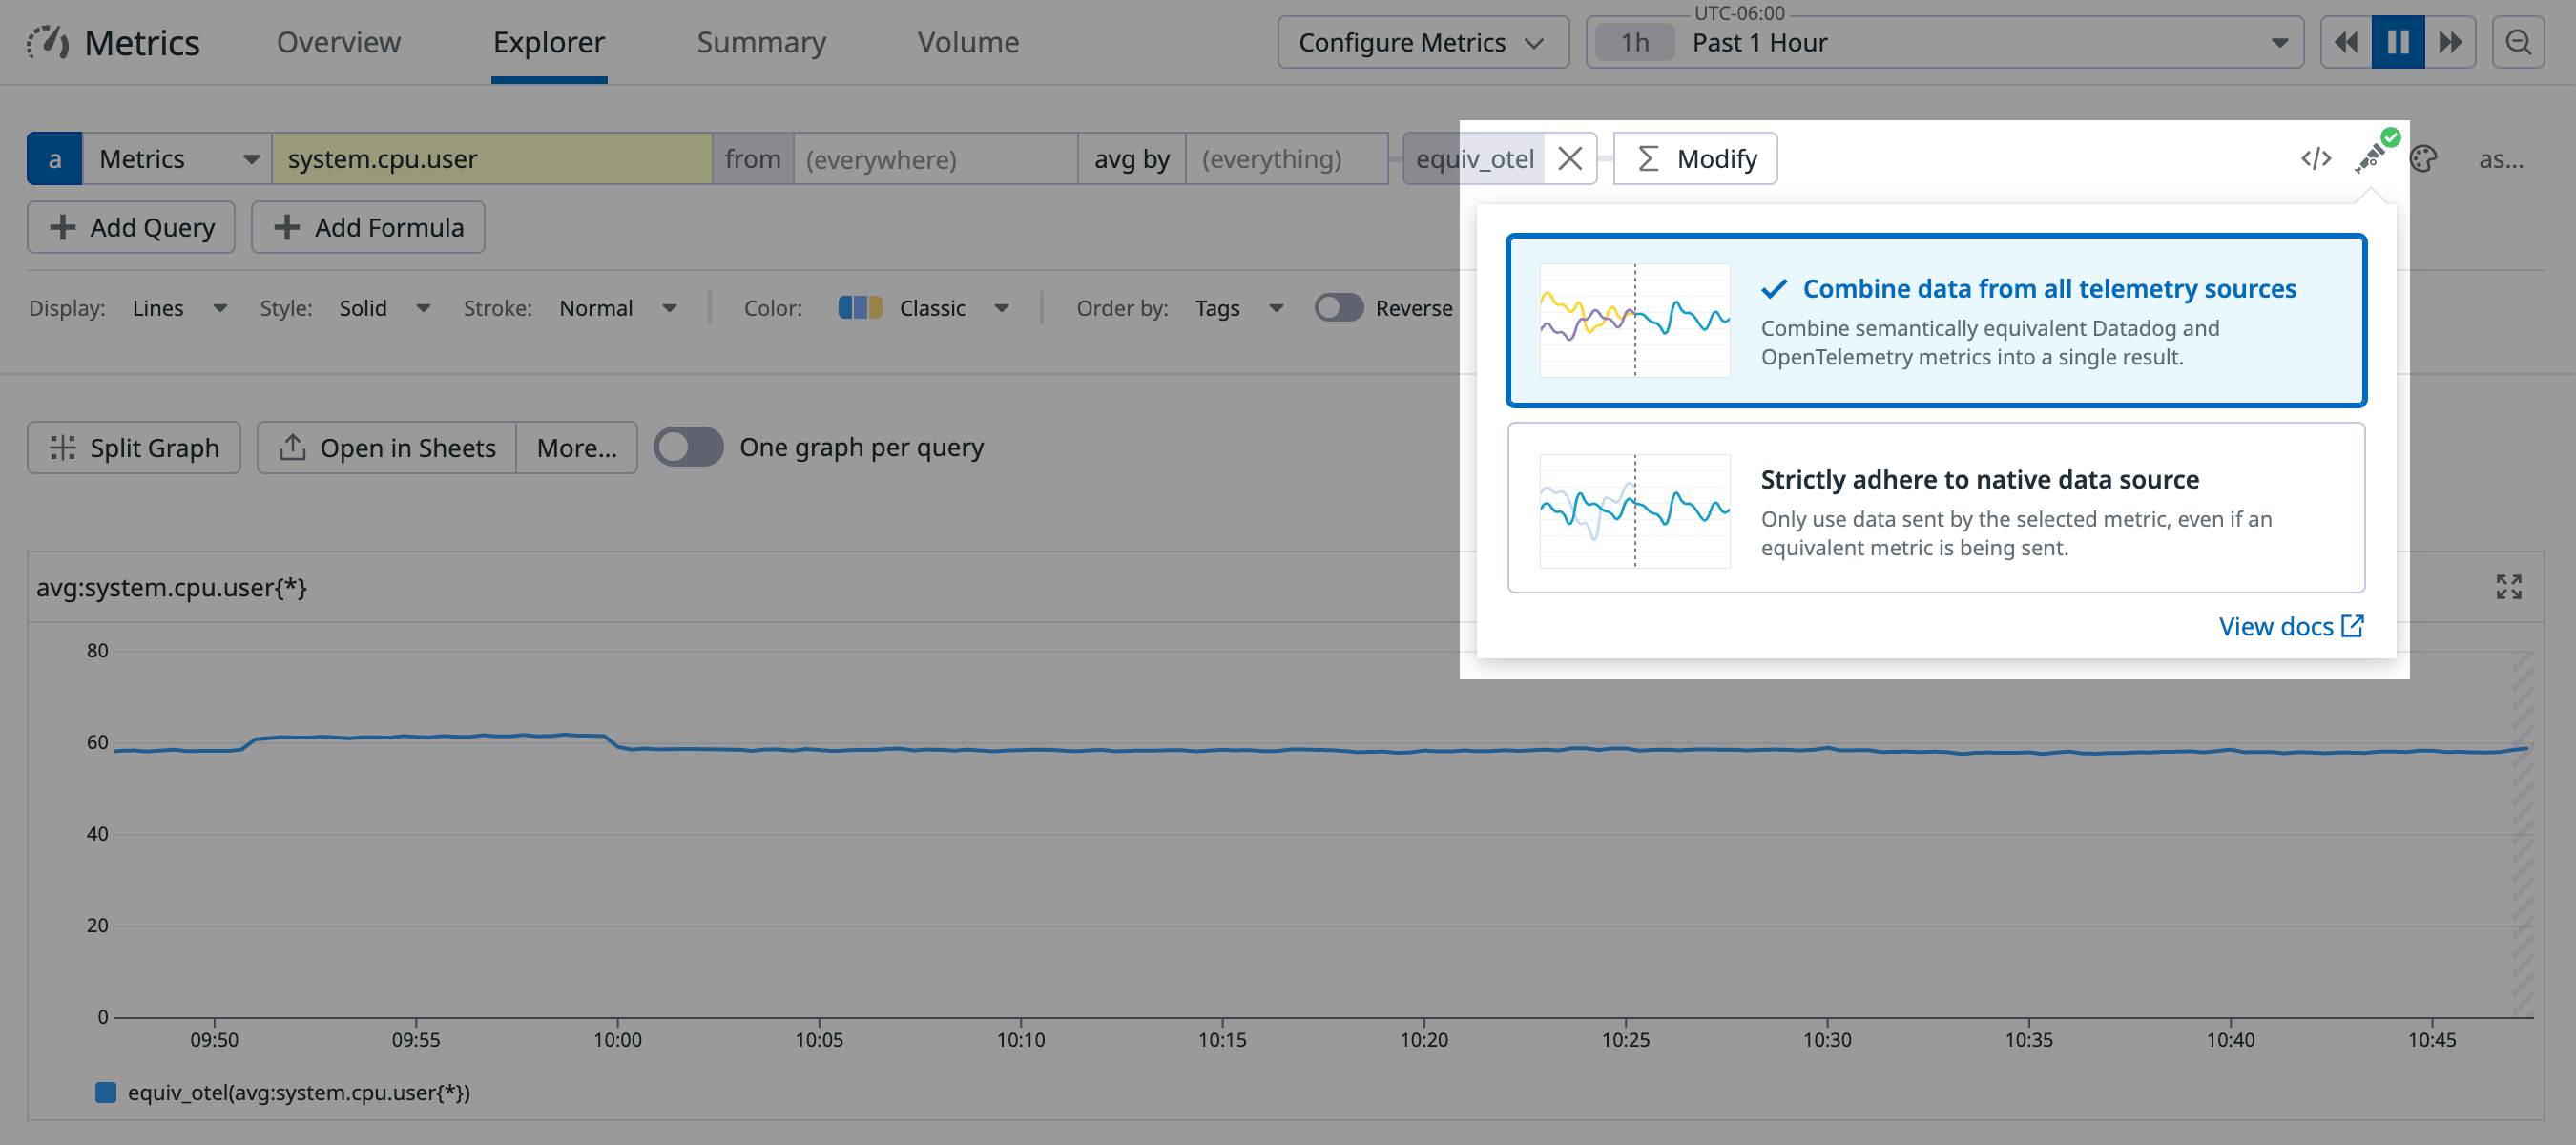 Metrics Overview Explorer Summary Volume Configure Metrics UTC-06:00 1h Past 1 Hour
a Metrics system.cpu.user from (everywhere) avg by (everything) equiv_otel Modify as...
Add Query Add Formula
Display: Lines Style: Solid Stroke: Normal Color: Classic Order by: Tags Reverse
Combine data from all telemetry sources
Combine semantically equivalent Datadog and
OpenTelemetry metrics into a single result.
Strictly adhere to native data source
Only use data sent by the selected metric, even if an
equivalent metric is being sent.
View docs
Split Graph Open in Sheets More... One graph per query
avg:system.cpu.user{*}
80
60
40
20
0
09:50 09:55 10:00 10:05 10:10 10:15 10:20 10:25 10:30 10:35 10:40 10:45
equiv_otel(avg:system.cpu.user{*})